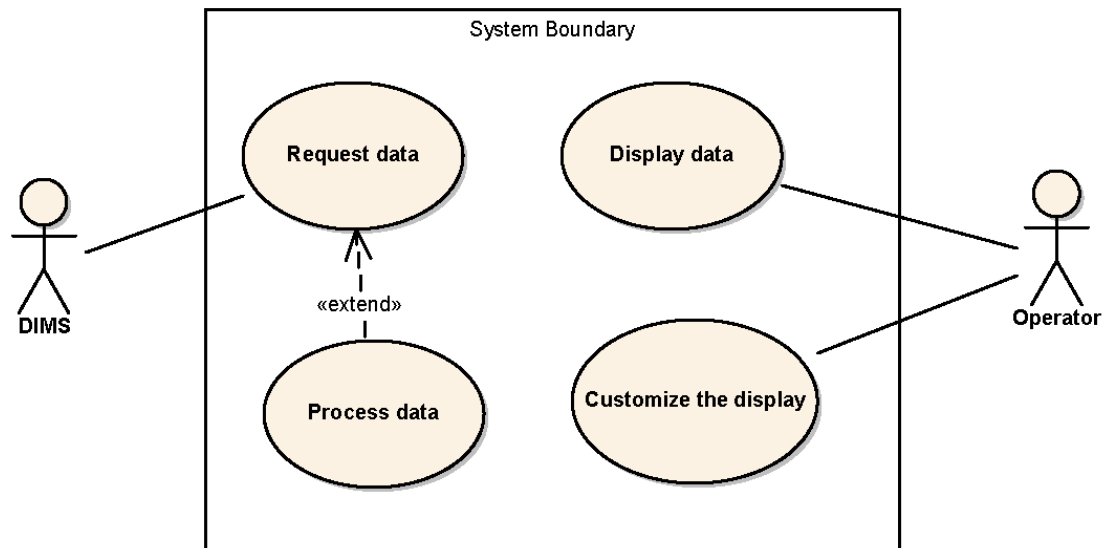 System Boundary
Request data
Display data
DIMS
«extend»
Operator
Process data
Customize the display